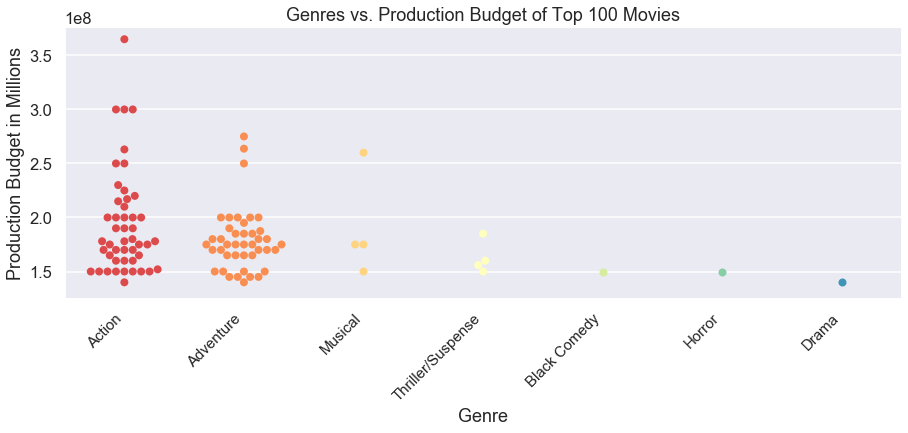 Genres vs. Production Budget of Top 100 Movies
1e8
Production Budget in Millions
3.5
3.0
2.5
2.0
1.5
Action
Adventure
Musical
Thriller/Suspense
Black Comedy
Horror
Drama
Genre